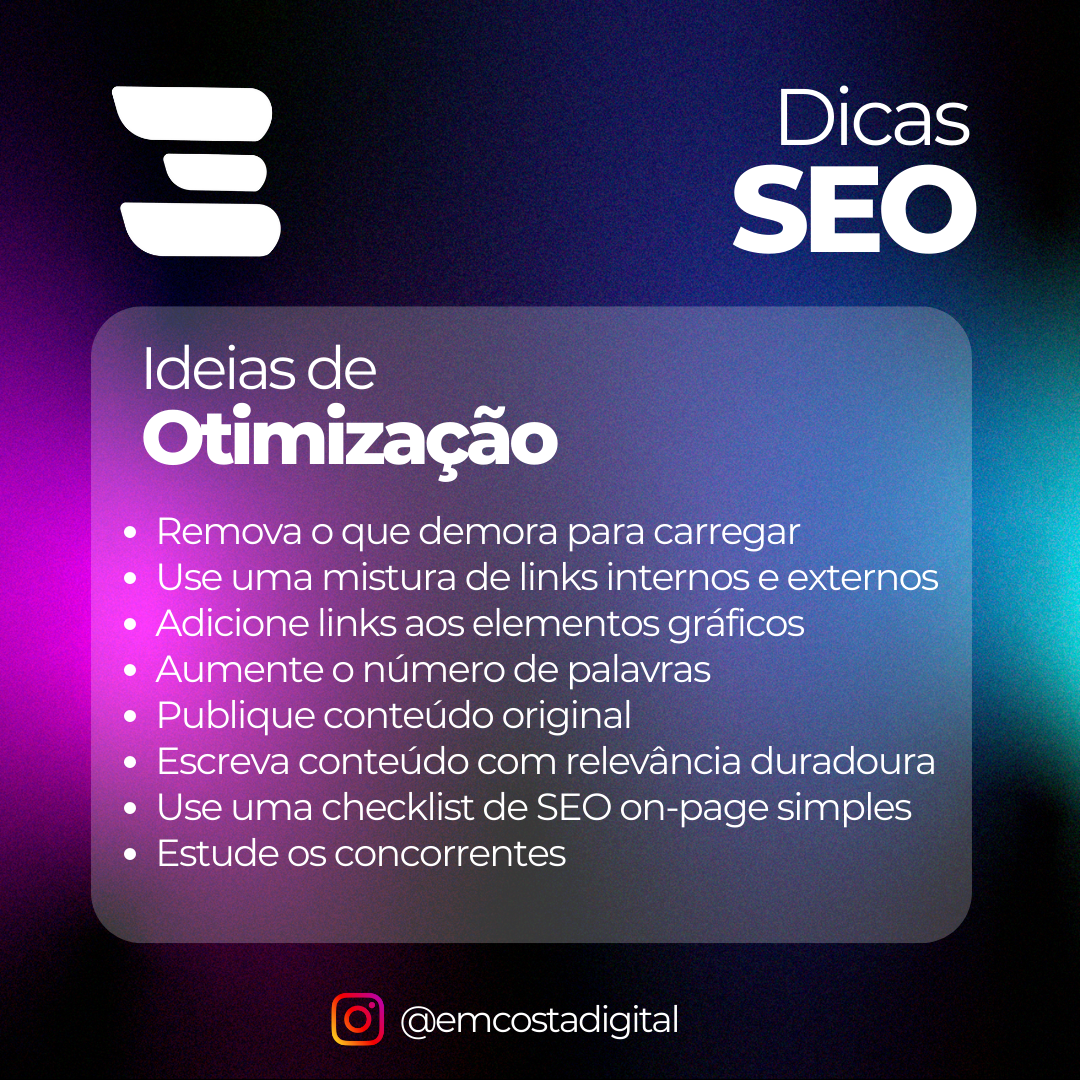 Dicas
SEO
Ideias de
Otimização
• Remova o que demora para carregar
• Use uma mistura de links internos e externos
• Adicione links aos elementos gráficos
• Aumente o número de palavras
• Publique conteúdo original
• Escreva conteúdo com relevância duradoura
• Use uma checklist de SEO on-page simples
• Estude os concorrentes
@emcostadigital